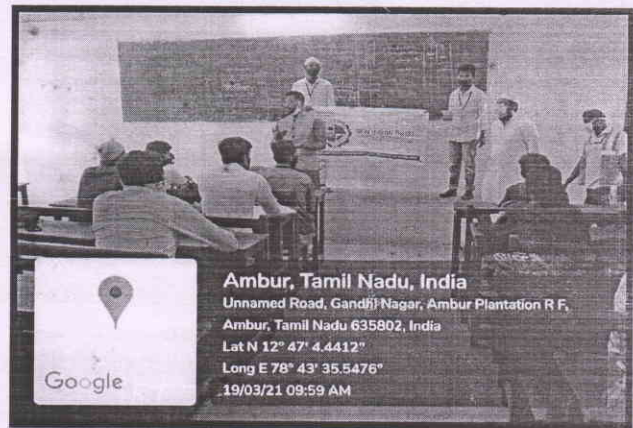 Ambur, Tamil Nadu, India
Unnamed Road, Gandhi Nagar, Ambur Plantation R F,
Ambur, Tamil Nadu 635802, India
Lat N 12° 47' 4.4412"
Long E 78° 43' 35.5476"
19/03/21 09:59 AM
Google